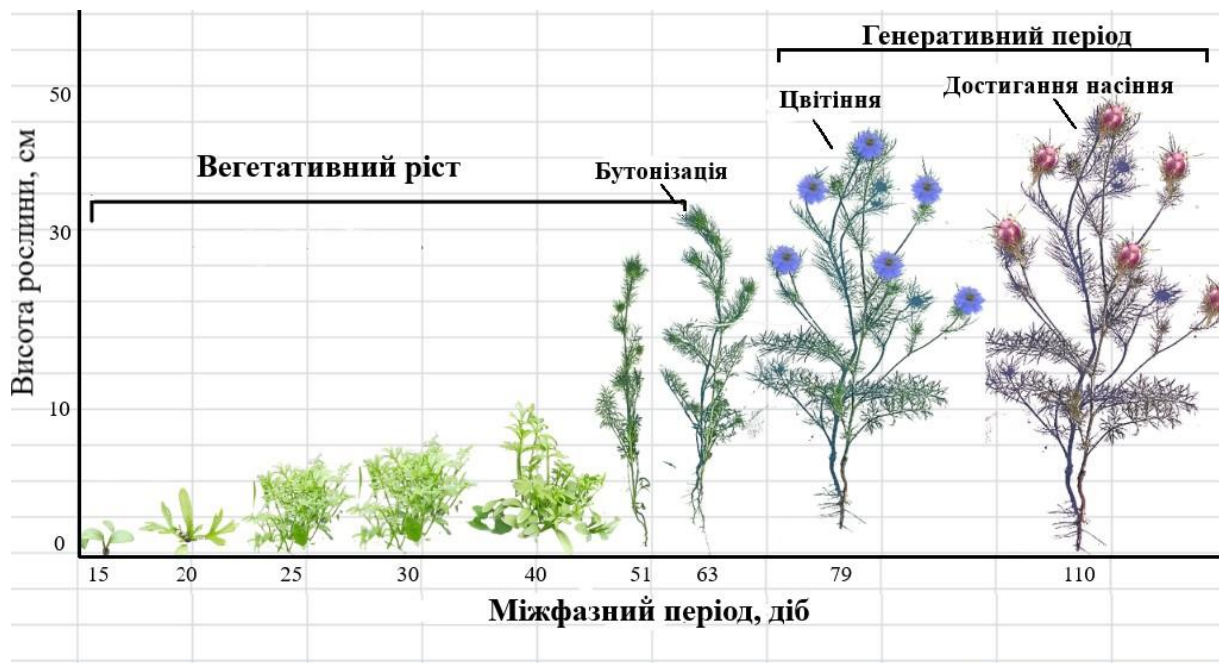 Генеративний період
Цвітіння
Достигання насіння
Вегетативний ріст
Бутонізація
Висота рослини, см
50
30
10
0
15 20 25 30 40 51 63 79 110
Міжфазний період, діб